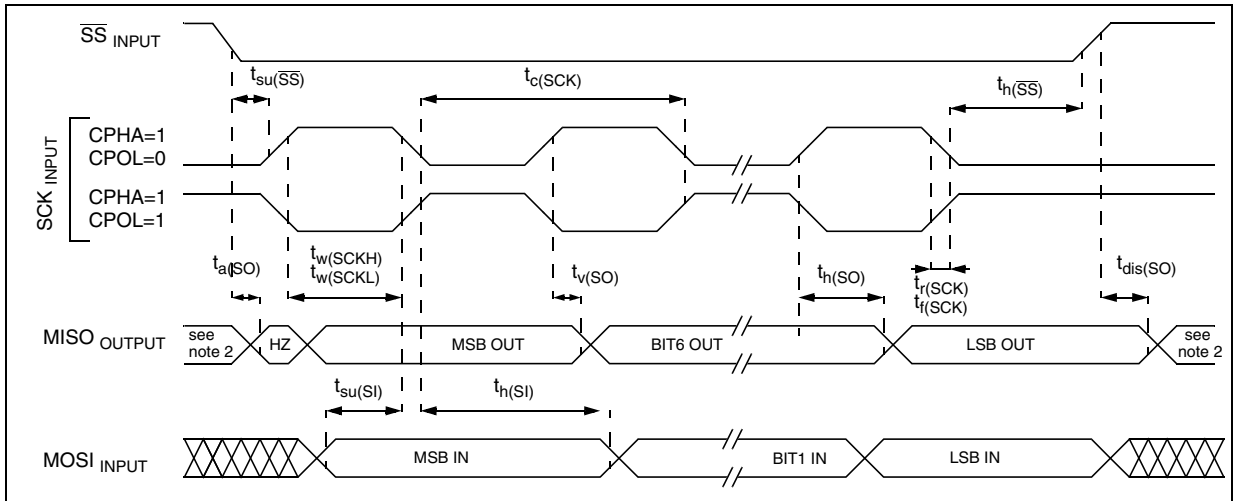 SS INPUT
tsu(SS)
tc(SCK)
th(SS)
SCK INPUT
CPHA=1
CPOL=0
CPHA=1
CPOL=1
ta(SO)
tw(SCKH)
tw(SCKL)
tv(SO)
th(SO)
tr(SCK)
tf(SCK)
tdis(SO)
MISO OUTPUT
see
note 2
HZ
MSB OUT
BIT6 OUT
LSB OUT
see
note 2
tsu(SI)
th(SI)
MOSI INPUT
MSB IN
BIT1 IN
LSB IN